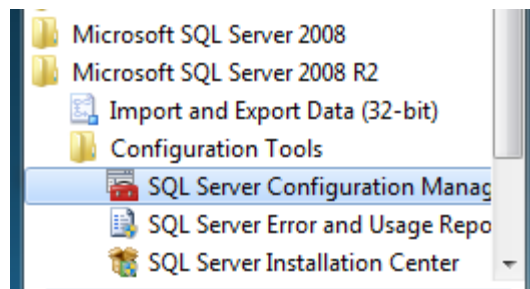 Microsoft SQL Server 2008
Microsoft SQL Server 2008 R2
Import and Export Data (32-bit)
Configuration Tools
SQL Server Configuration Manag
SQL Server Error and Usage Repo
SQL Server Installation Center